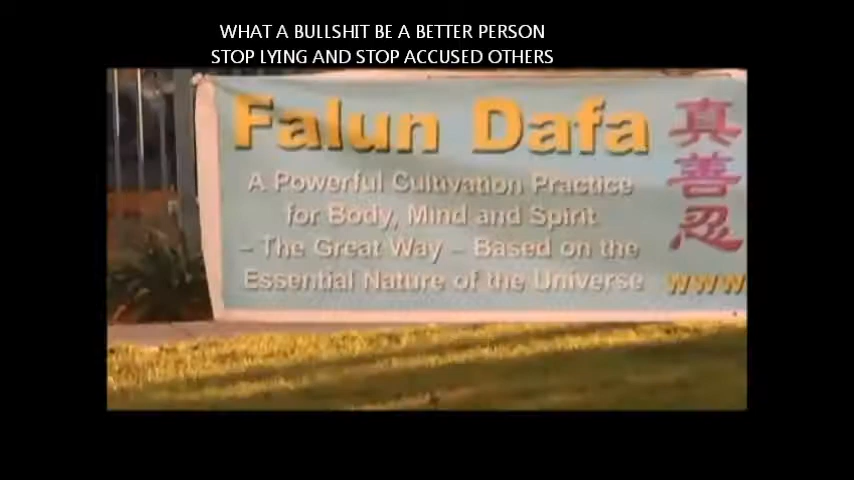 WHAT A BULLSHIT BE A BETTER PERSON
STOP LYING AND STOP ACCUSED OTHERS
Falun Dafa
A Powerful Cultivation Practice
for Body, Mind and Spirit
– The Great Way – Based on the
Essential Nature of the Universe
真
善
忍
www